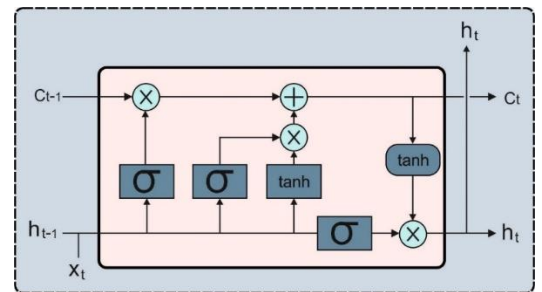 hₜ
Cₜ₋₁ × + Cₜ
×
tanh
σ σ tanh
hₜ₋₁ σ × hₜ
xₜ